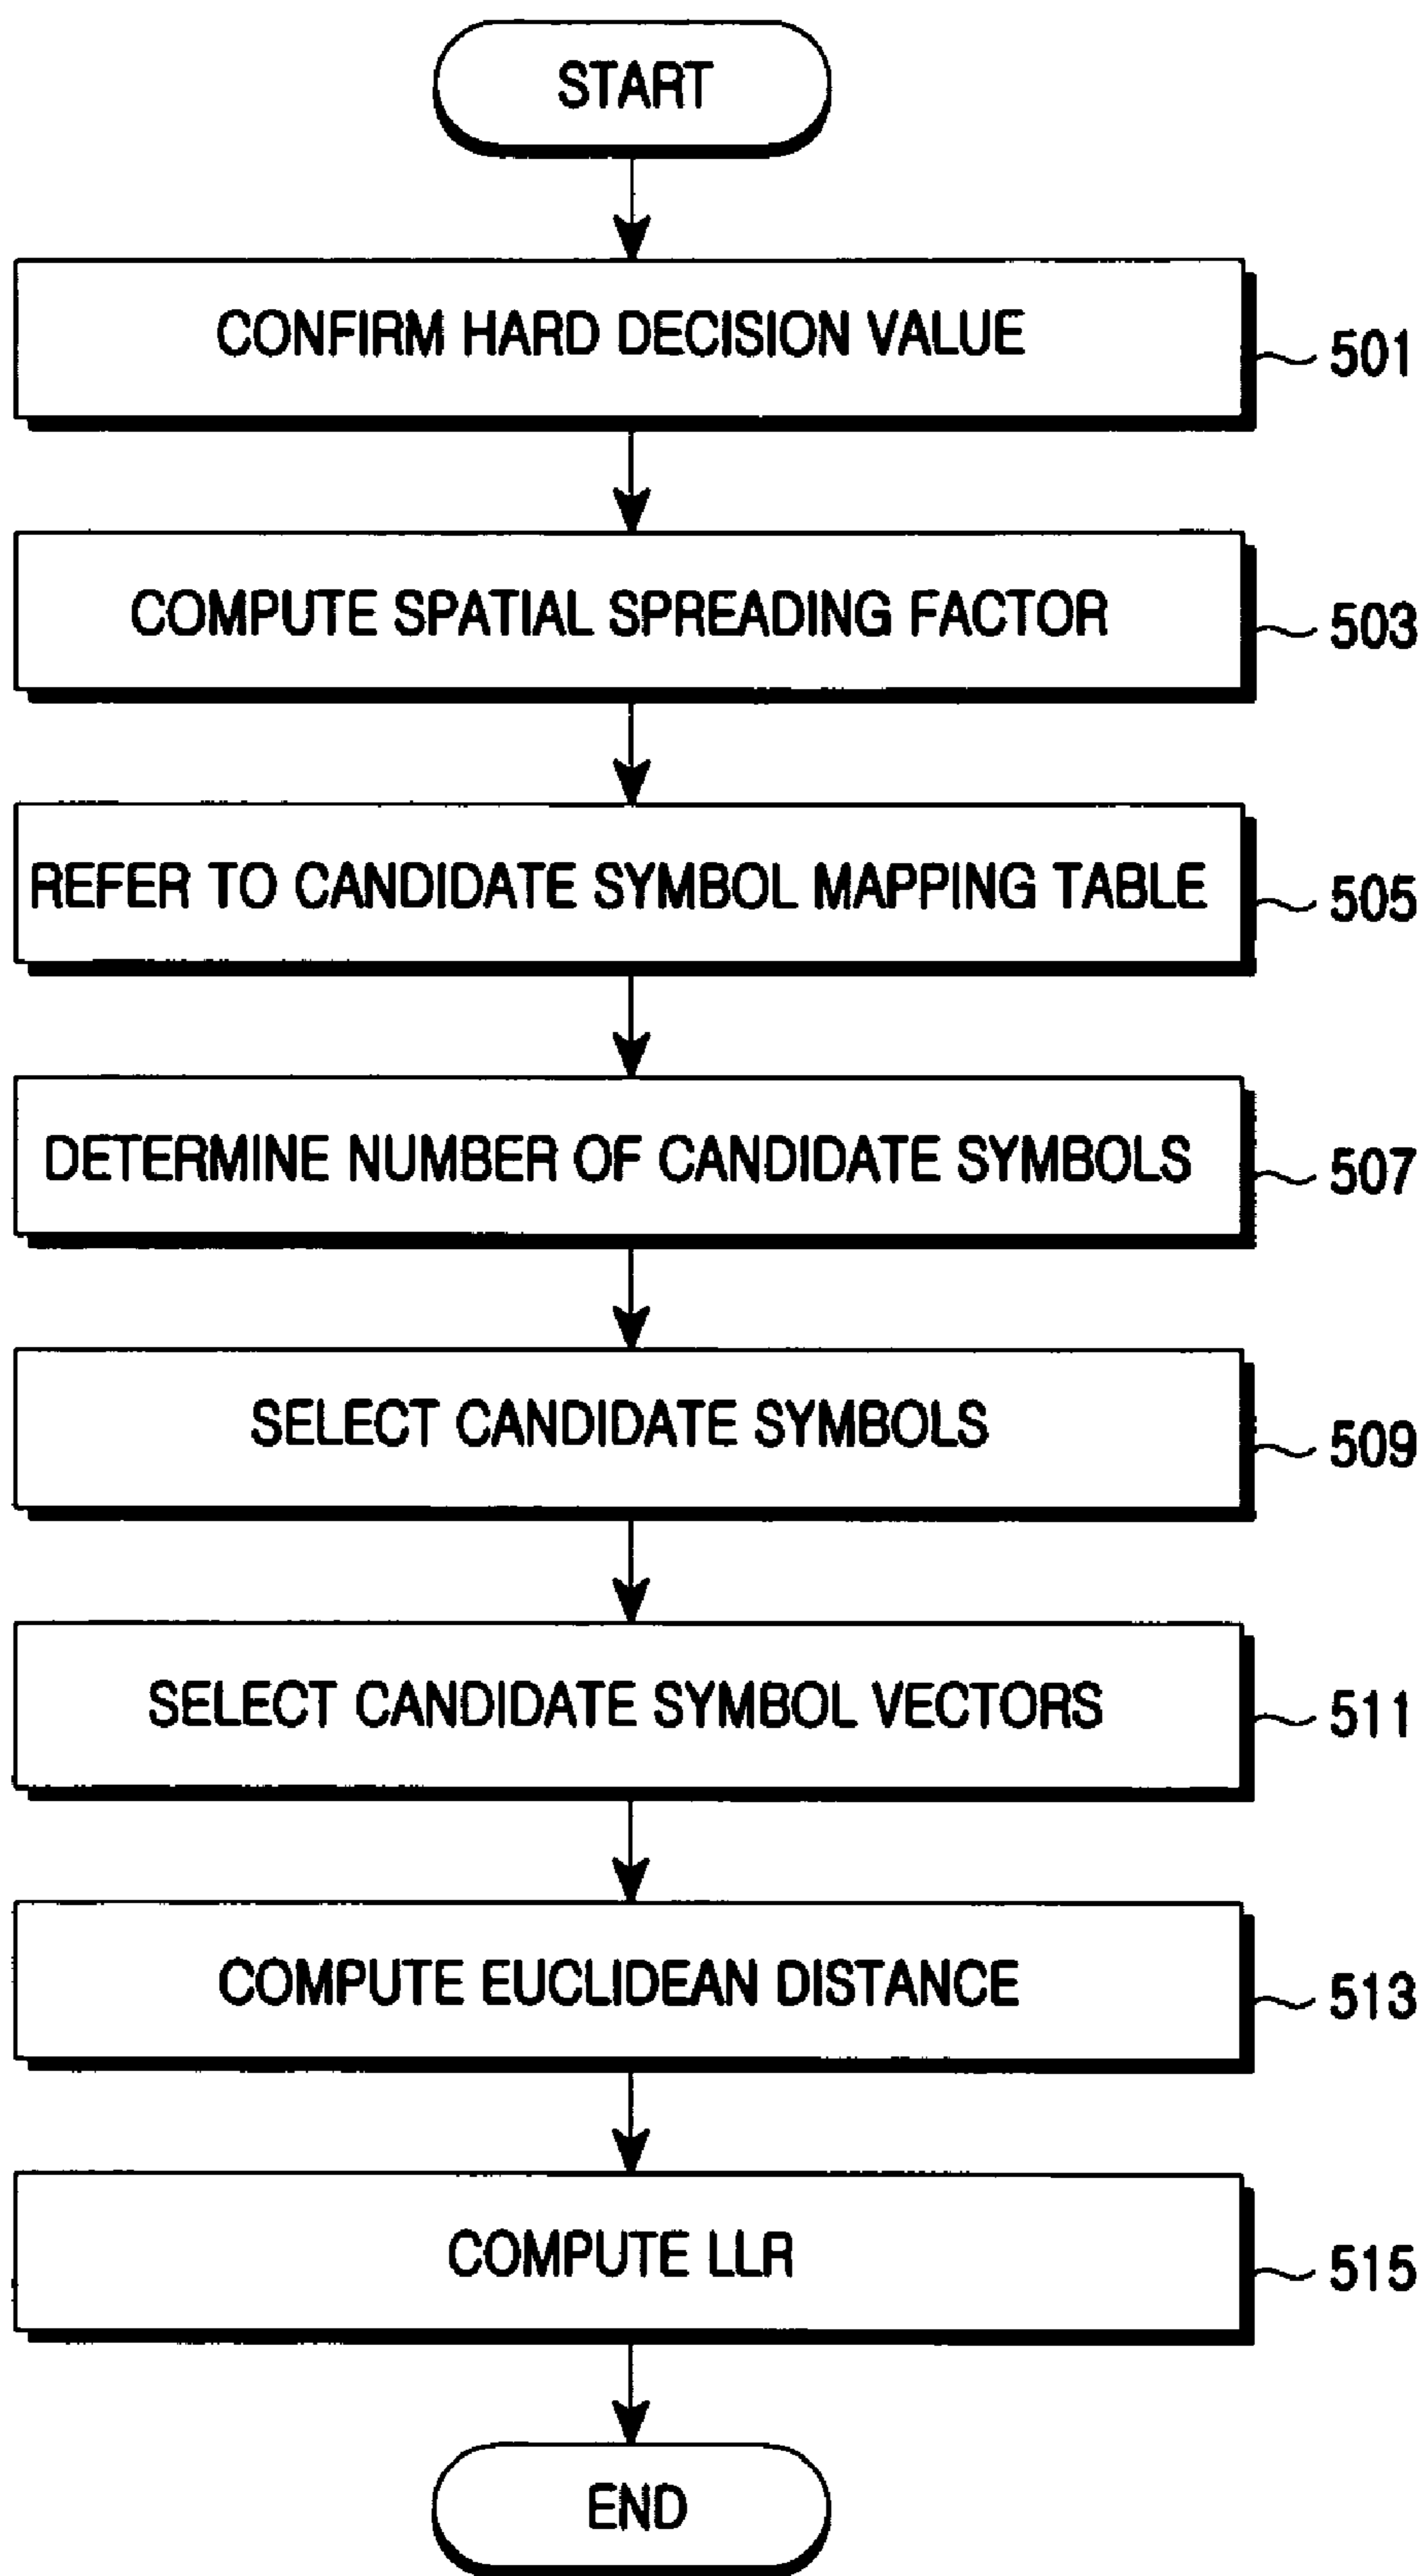 START
CONFIRM HARD DECISION VALUE
501
COMPUTE SPATIAL SPREADING FACTOR
503
REFER TO CANDIDATE SYMBOL MAPPING TABLE
505
DETERMINE NUMBER OF CANDIDATE SYMBOLS
507
SELECT CANDIDATE SYMBOLS
509
SELECT CANDIDATE SYMBOL VECTORS
511
COMPUTE EUCLIDEAN DISTANCE
513
COMPUTE LLR
515
END